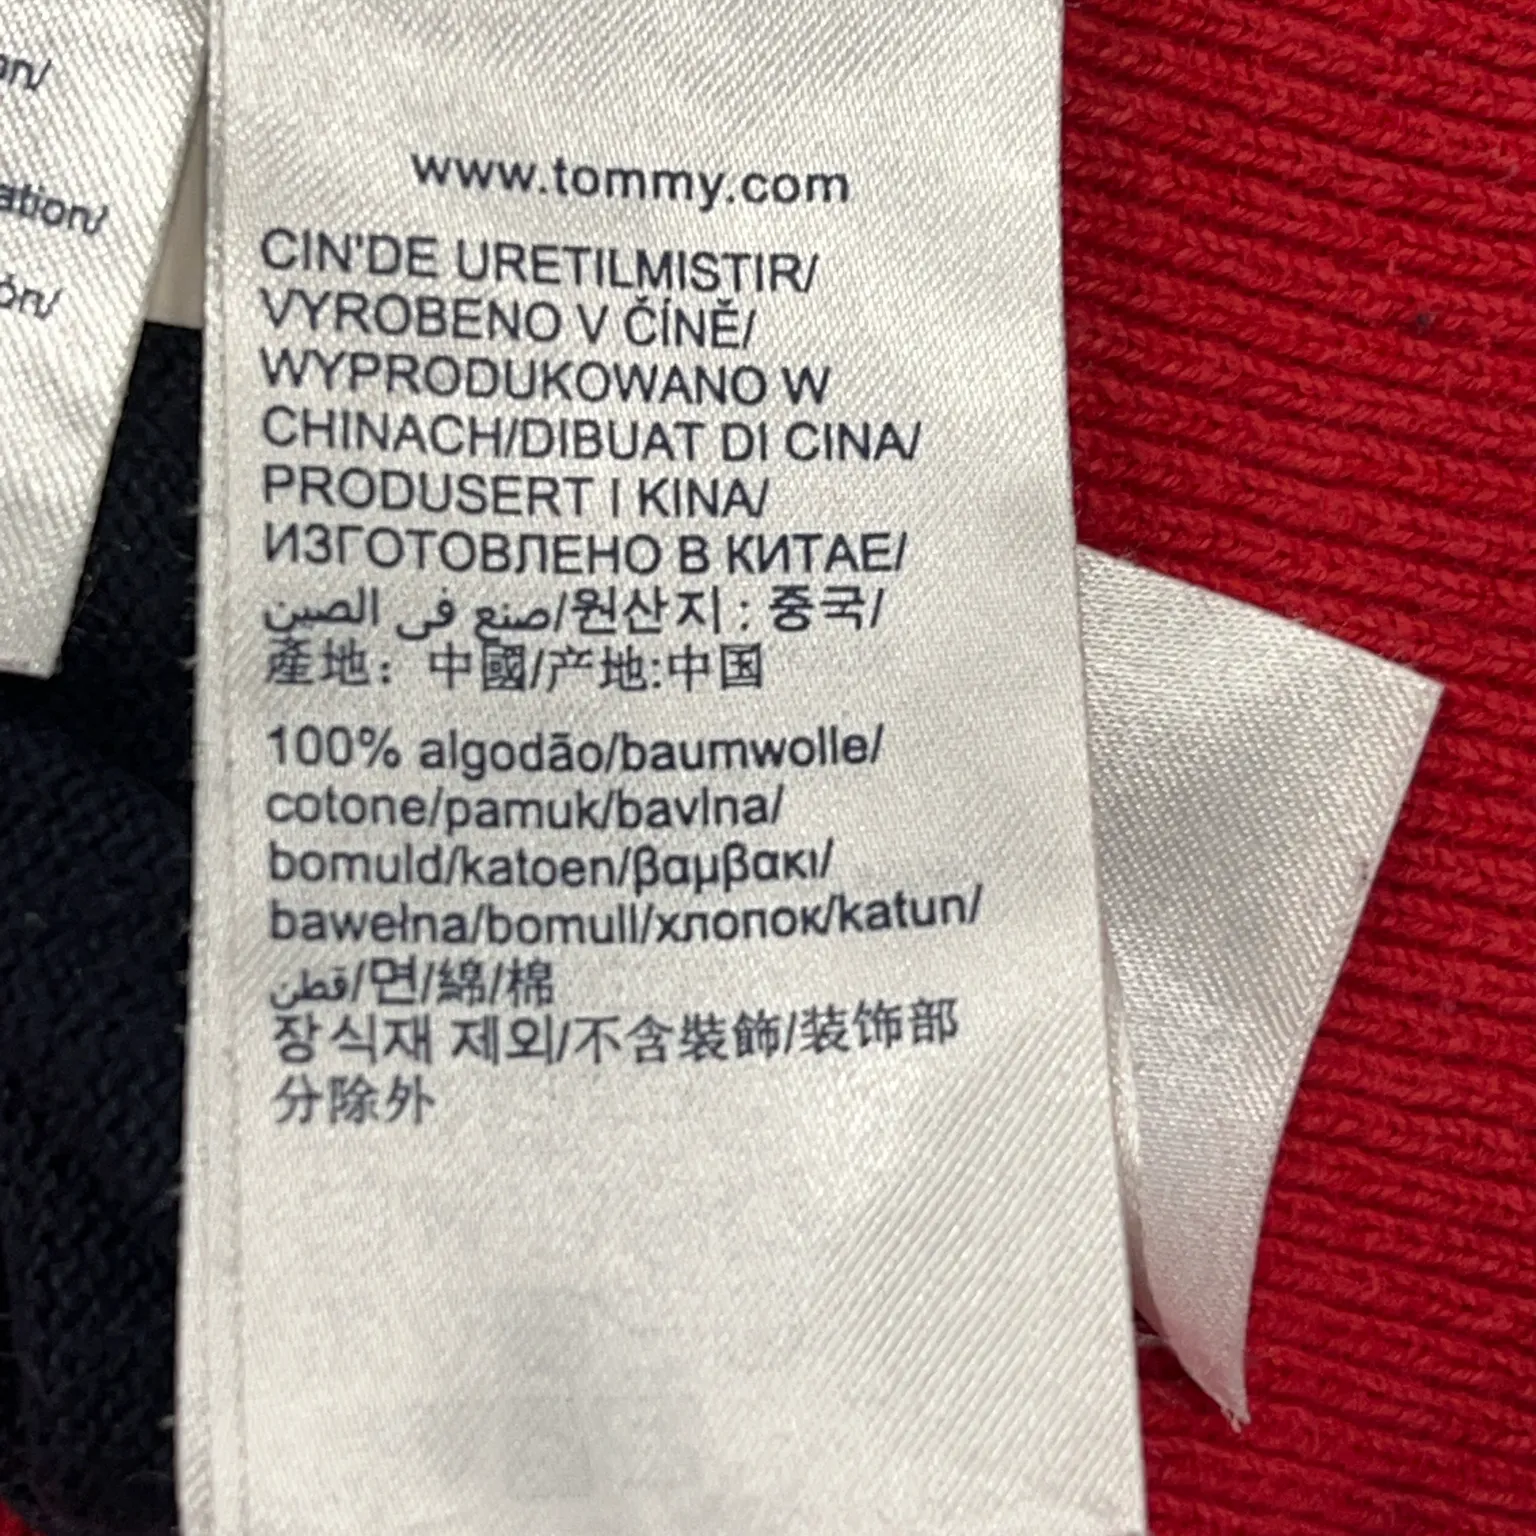 www.tommy.com
CIN'DE URETILMISTIR/
VYROBENO V ČÍNĚ/
WYPRODUKOWANO W
CHINACH/DIBUAT DI CINA/
PRODUSERT I KINA/
ИЗГОТОВЛЕНО В КИТАЕ/
صنع في الصين/원산지 : 중국/
產地： 中國/产地:中国
100% algodão/baumwolle/
cotone/pamuk/bavlna/
bomuld/katoen/βαμβακι/
bawełna/bomull/хлопок/katun/
قطن/면/綿/棉
장식재 제외/不含裝飾/装饰部
分除外